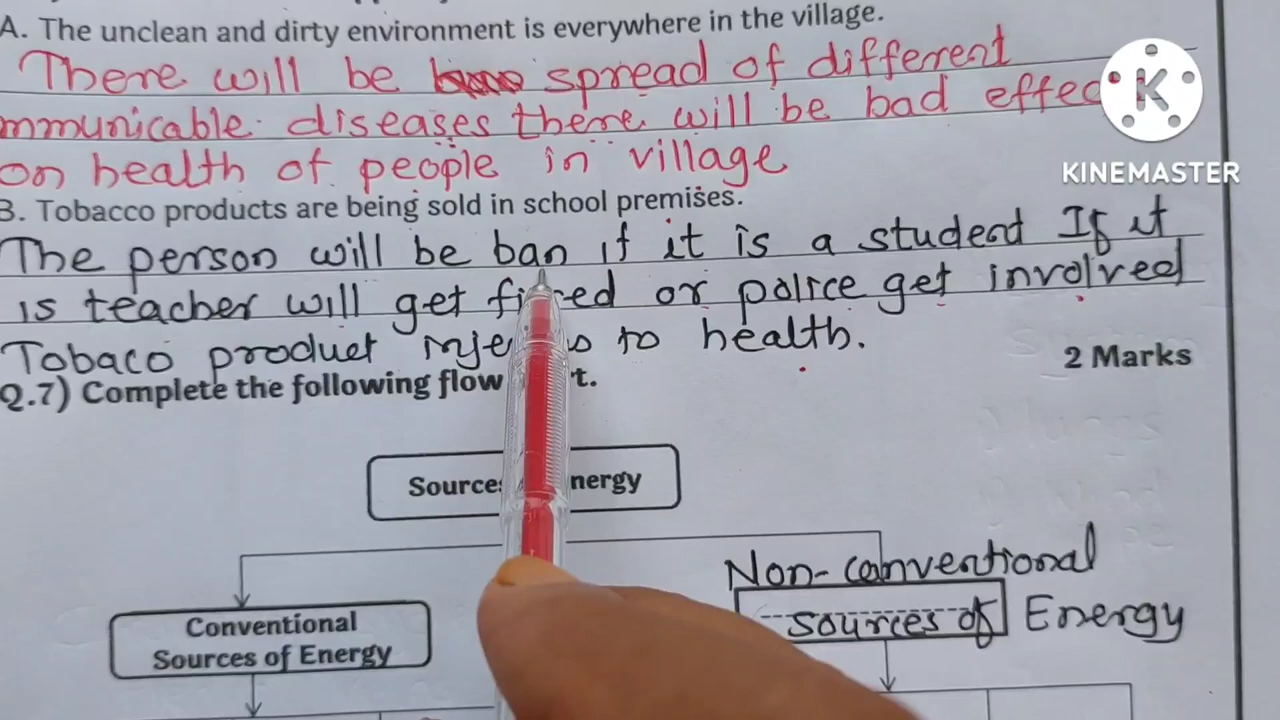 A. The unclean and dirty environment is everywhere in the village.
There will be spread of different
mmunicable diseases there will be bad effec
on health of people in village
B. Tobacco products are being sold in school premises.
The person will be ban if it is a student If it
is teacher will get fired or police get involved
Tobaco product to health.
2 Marks
Q.7) Complete the following flow t.
Source nergy
Non-conventional
sources of Energy
Conventional
Sources of Energy
K
KINEMASTER